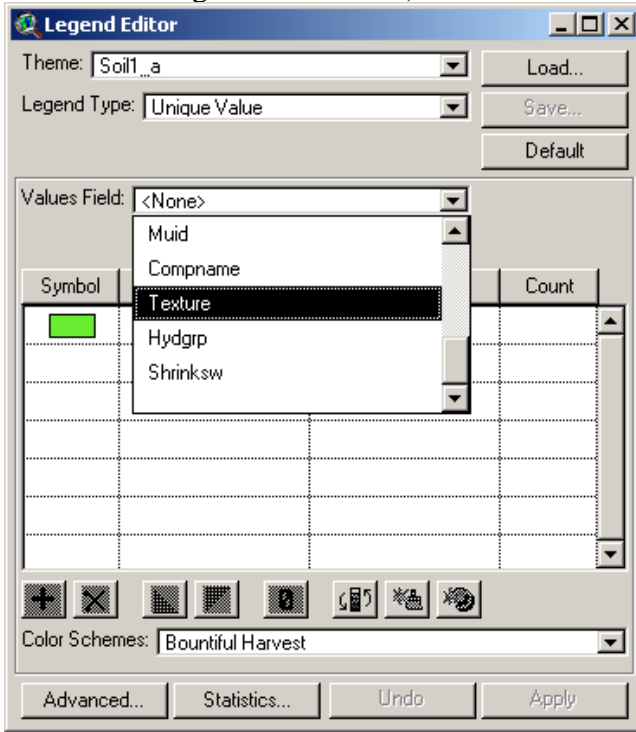 Legend Editor
Theme: Soil1_a Load...
Legend Type: Unique Value Save...
Default
Values Field: <None>
Muid
Compname
Symbol Count
Texture
Hydgrp
Shrinksw
0
Color Schemes: Bountiful Harvest
Advanced... Statistics... Undo Apply